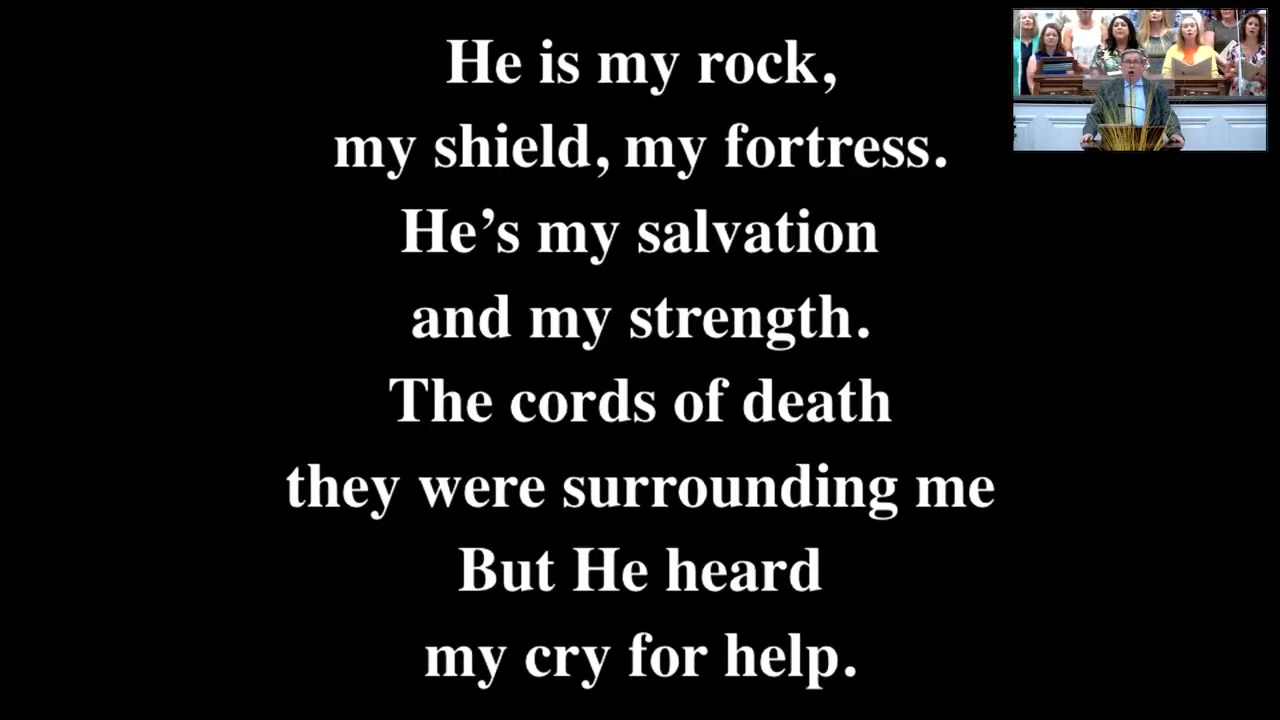 He is my rock,
my shield, my fortress.
He’s my salvation
and my strength.
The cords of death
they were surrounding me
But He heard
my cry for help.